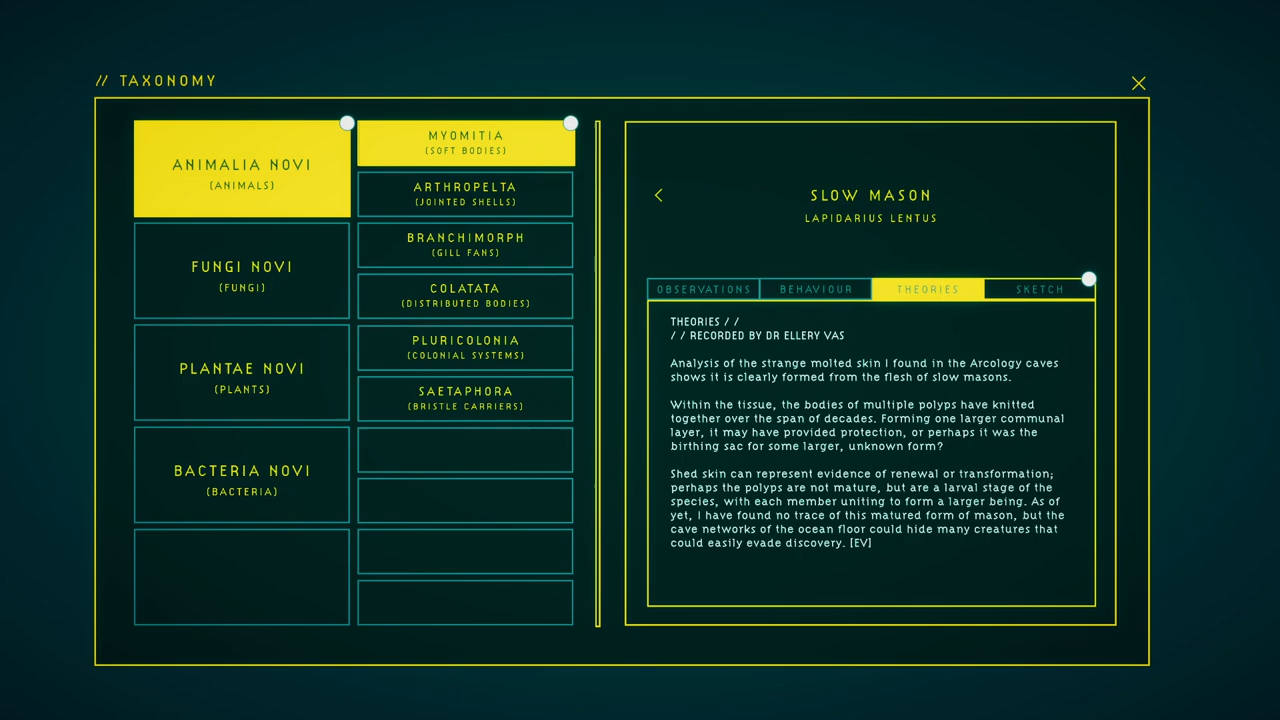 // TAXONOMY
ANIMALIA NOVI
(ANIMALS)
FUNGI NOVI
(FUNGI)
PLANTAE NOVI
(PLANTS)
BACTERIA NOVI
(BACTERIA)
MYOMITIA
(SOFT BODIES)
ARTHROPELTA
(JOINTED SHELLS)
BRANCHIMORPH
(GILL FANS)
COLATATA
(DISTRIBUTED BODIES)
PLURICOLONIA
(COLONIAL SYSTEMS)
SAETAPHORA
(BRISTLE CARRIERS)
SLOW MASON
LAPIDARIUS LENTUS
OBSERVATIONS
BEHAVIOUR
THEORIES
SKETCH
THEORIES / /
/ / RECORDED BY DR ELLERY VAS
Analysis of the strange molted skin I found in the Arcology caves
shows it is clearly formed from the flesh of slow masons.
Within the tissue, the bodies of multiple polyps have knitted
together over the span of decades. Forming one larger communal
layer, it may have provided protection, or perhaps it was the
birthing sac for some larger, unknown form?
Shed skin can represent evidence of renewal or transformation;
perhaps the polyps are not mature, but are a larval stage of the
species, with each member uniting to form a larger being. As of
yet, I have found no trace of this matured form of mason, but the
cave networks of the ocean floor could hide many creatures that
could easily evade discovery. [EV]